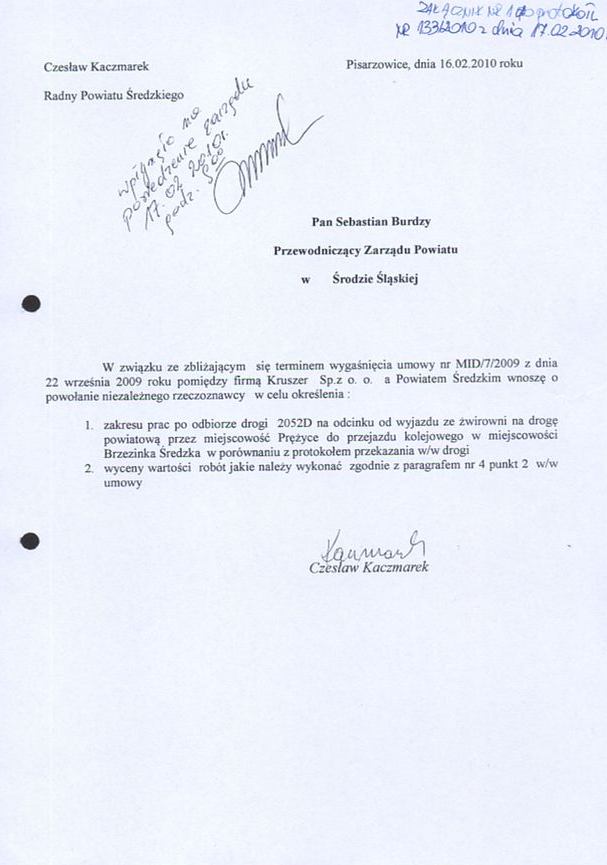 ZAŁĄCZNIK NR 1 do protokołu
NR 133/2010 z dnia 17.02.2010r.
Czesław Kaczmarek
Pisarzowice, dnia 16.02.2010 roku
Radny Powiatu Średzkiego
wpłynęło na
posiedzenie zarządu
17.02.2010r.
godz. 9:00
Pan Sebastian Burdzy
Przewodniczący Zarządu Powiatu
w Środzie Śląskiej
W związku ze zbliżającym się terminem wygaśnięcia umowy nr MID/7/2009 z dnia
22 września 2009 roku pomiędzy firmą Kruszer Sp.z o. o. a Powiatem Średzkim wnoszę o
powołanie niezależnego rzeczoznawcy w celu określenia :
1. zakresu prac po odbiorze drogi 2052D na odcinku od wyjazdu ze żwirowni na drogę
powiatową przez miejscowość Prężyce do przejazdu kolejowego w miejscowości
Brzezinka Średzka w porównaniu z protokołem przekazania w/w drogi
2. wyceny wartości robót jakie należy wykonać zgodnie z paragrafem nr 4 punkt 2 w/w
umowy
Kaczmarek
Czesław Kaczmarek